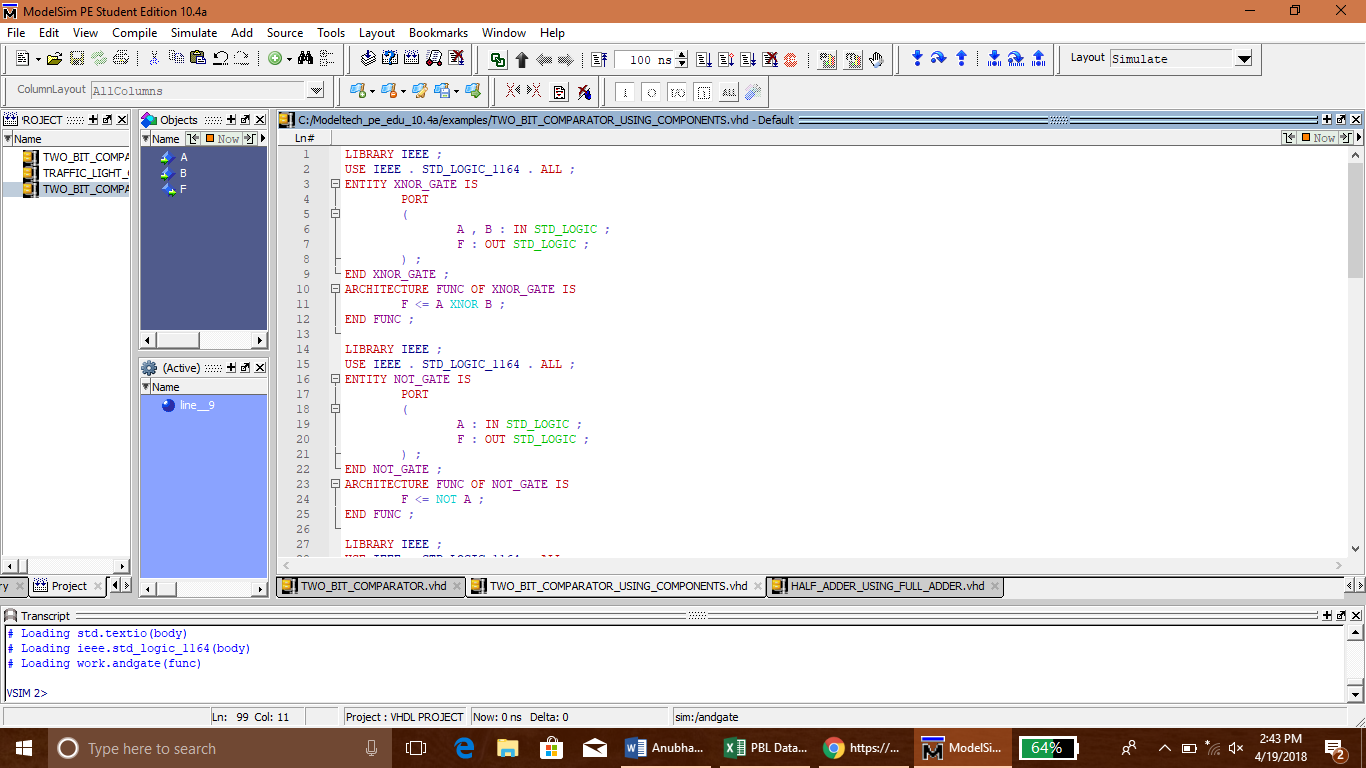 ModelSim PE Student Edition 10.4a
File Edit View Compile Simulate Add Source Tools Layout Bookmarks Window Help
100 ns
Layout Simulate
ColumnLayout AllColumns
ROJECT
Name
TWO_BIT_COMPA
TRAFFIC_LIGHT_
TWO_BIT_COMPA
Objects
Name Now
A
B
F
(Active)
Name
line__9
C:/Modeltech_pe_edu_10.4a/examples/TWO_BIT_COMPARATOR_USING_COMPONENTS.vhd - Default
Ln# Now
1 LIBRARY IEEE ;
2 USE IEEE . STD_LOGIC_1164 . ALL ;
3 ENTITY XNOR_GATE IS
4 PORT
5 (
6 A , B : IN STD_LOGIC ;
7 F : OUT STD_LOGIC ;
8 ) ;
9 END XNOR_GATE ;
10 ARCHITECTURE FUNC OF XNOR_GATE IS
11 F <= A XNOR B ;
12 END FUNC ;
13
14 LIBRARY IEEE ;
15 USE IEEE . STD_LOGIC_1164 . ALL ;
16 ENTITY NOT_GATE IS
17 PORT
18 (
19 A : IN STD_LOGIC ;
20 F : OUT STD_LOGIC ;
21 ) ;
22 END NOT_GATE ;
23 ARCHITECTURE FUNC OF NOT_GATE IS
24 F <= NOT A ;
25 END FUNC ;
26
27 LIBRARY IEEE ;
ry Project
TWO_BIT_COMPARATOR.vhd TWO_BIT_COMPARATOR_USING_COMPONENTS.vhd HALF_ADDER_USING_FULL_ADDER.vhd
Transcript
# Loading std.textio(body)
# Loading ieee.std_logic_1164(body)
# Loading work.andgate(func)
VSIM 2>
Ln: 99 Col: 11 Project : VHDL PROJECT Now: 0 ns Delta: 0 sim:/andgate
Type here to search
Anubha... PBL Data... https://... ModelSi... 64%
2:43 PM
4/19/2018
2